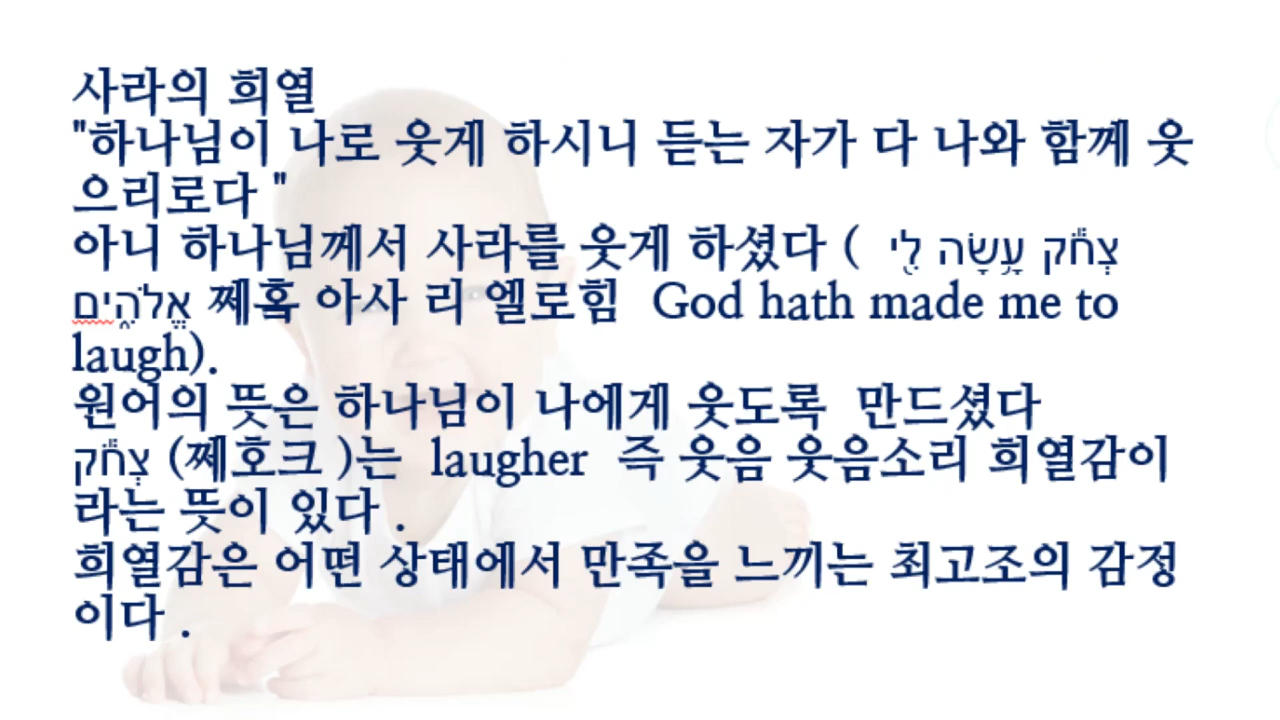 사라의 희열
"하나님이 나로 웃게 하시니 듣는 자가 다 나와 함께 웃
으리로다 "
아니 하나님께서 사라를 웃게 하셨다 ( צְחֹ֕ק עָ֥שָׂה לִ֖י
אֱלֹהִ֑ים 쩨혹 아사 리 엘로힘 God hath made me to
laugh).
원어의 뜻은 하나님이 나에게 웃도록 만드셨다
צְחֹ֕ק (쩨호크 )는 laugher 즉 웃음 웃음소리 희열감이
라는 뜻이 있다 .
희열감은 어떤 상태에서 만족을 느끼는 최고조의 감정
이다 .